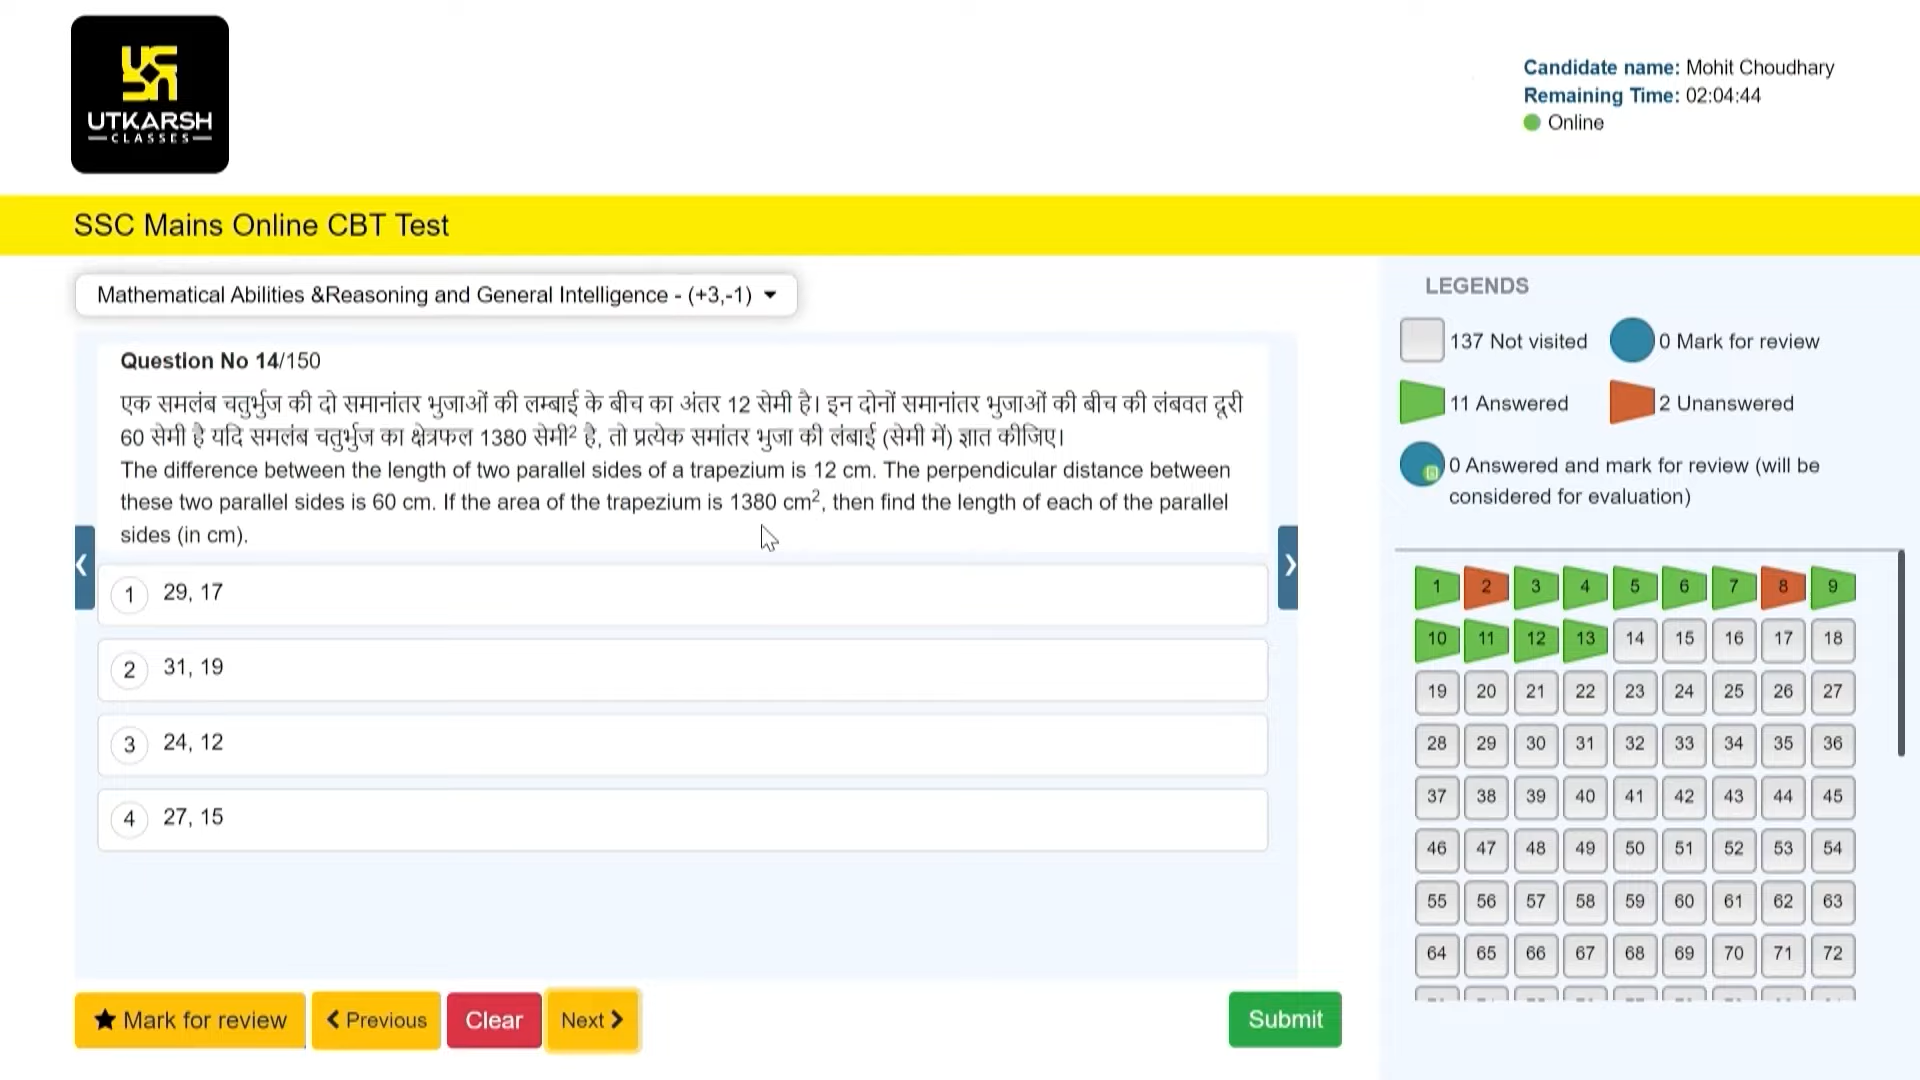 UTKARSH
CLASSES
Candidate name: Mohit Choudhary
Remaining Time: 02:04:44
Online
SSC Mains Online CBT Test
Mathematical Abilities &Reasoning and General Intelligence - (+3,-1)
Question No 14/150
एक समलंब चतुर्भुज की दो समानांतर भुजाओं की लम्बाई के बीच का अंतर 12 सेमी है। इन दोनों समानांतर भुजाओं की बीच की लंबवत दूरी
60 सेमी है यदि समलंब चतुर्भुज का क्षेत्रफल 1380 सेमी² है, तो प्रत्येक समांतर भुजा की लंबाई (सेमी में) ज्ञात कीजिए।
The difference between the length of two parallel sides of a trapezium is 12 cm. The perpendicular distance between
these two parallel sides is 60 cm. If the area of the trapezium is 1380 cm², then find the length of each of the parallel
sides (in cm).
1 29, 17
2 31, 19
3 24, 12
4 27, 15
Mark for review Previous Clear Next Submit
LEGENDS
137 Not visited 0 Mark for review
11 Answered 2 Unanswered
0 Answered and mark for review (will be
considered for evaluation)
1 2 3 4 5 6 7 8 9
10 11 12 13 14 15 16 17 18
19 20 21 22 23 24 25 26 27
28 29 30 31 32 33 34 35 36
37 38 39 40 41 42 43 44 45
46 47 48 49 50 51 52 53 54
55 56 57 58 59 60 61 62 63
64 65 66 67 68 69 70 71 72